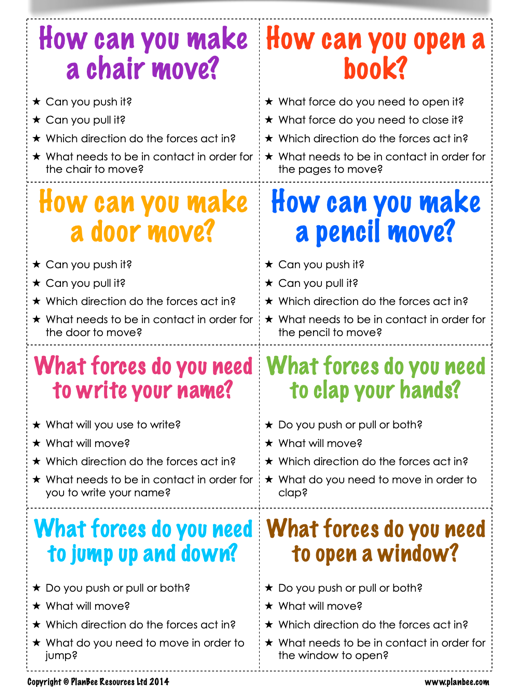 How can you make
a chair move?
★ Can you push it?
★ Can you pull it?
★ Which direction do the forces act in?
★ What needs to be in contact in order for
the chair to move?
How can you open a
book?
★ What force do you need to open it?
★ What force do you need to close it?
★ Which direction do the forces act in?
★ What needs to be in contact in order for
the pages to move?
How can you make
a door move?
★ Can you push it?
★ Can you pull it?
★ Which direction do the forces act in?
★ What needs to be in contact in order for
the door to move?
How can you make
a pencil move?
★ Can you push it?
★ Can you pull it?
★ Which direction do the forces act in?
★ What needs to be in contact in order for
the pencil to move?
What forces do you need
to write your name?
★ What will you use to write?
★ What will move?
★ Which direction do the forces act in?
★ What needs to be in contact in order for
you to write your name?
What forces do you need
to clap your hands?
★ Do you push or pull or both?
★ What will move?
★ Which direction do the forces act in?
★ What do you need to move in order to
clap?
What forces do you need
to jump up and down?
★ Do you push or pull or both?
★ What will move?
★ Which direction do the forces act in?
★ What do you need to move in order to
jump?
What forces do you need
to open a window?
★ Do you push or pull or both?
★ What will move?
★ Which direction do the forces act in?
★ What needs to be in contact in order for
the window to open?
Copyright © PlanBee Resources Ltd 2014
www.planbee.com